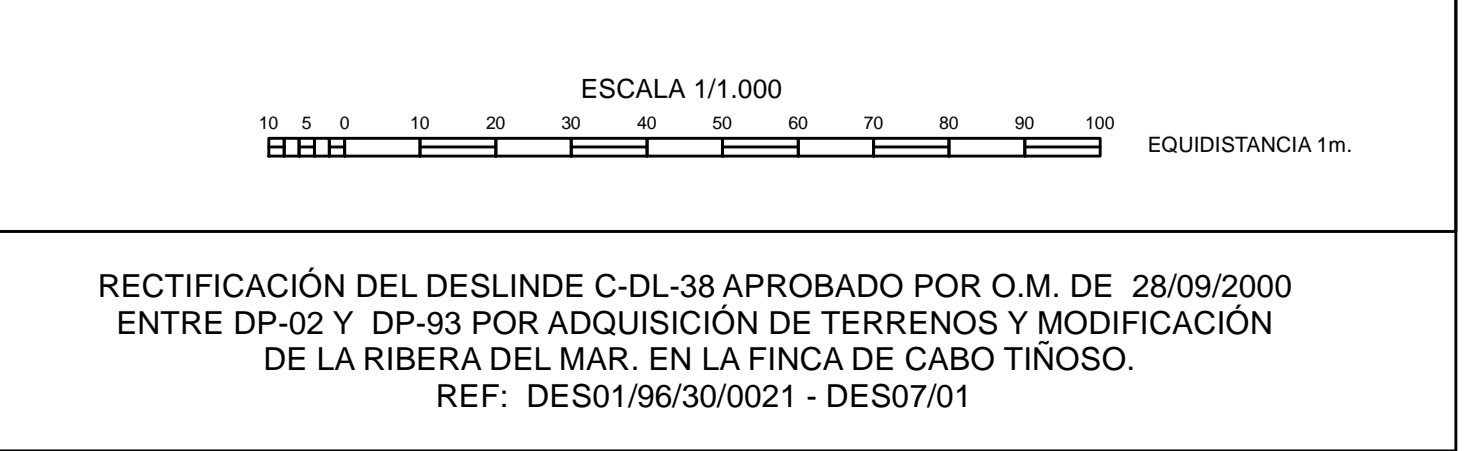 ESCALA 1/1.000
10 5 0 10 20 30 40 50 60 70 80 90 100
EQUIDISTANCIA 1m.
RECTIFICACIÓN DEL DESLINDE C-DL-38 APROBADO POR O.M. DE 28/09/2000
ENTRE DP-02 Y DP-93 POR ADQUISICIÓN DE TERRENOS Y MODIFICACIÓN
DE LA RIBERA DEL MAR. EN LA FINCA DE CABO TIÑOSO.
REF: DES01/96/30/0021 - DES07/01